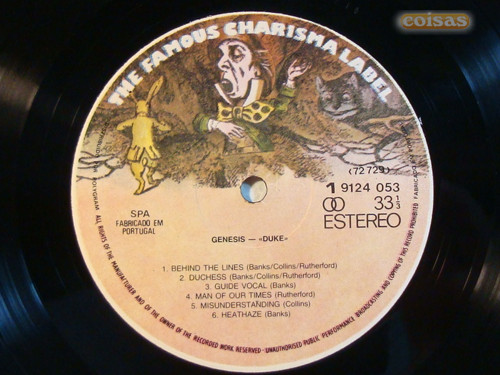 coisas
THE FAMOUS CHARISMA LABEL
(72 729)
1 9124 053
33 1/3
ESTEREO
SPA
FABRICADO EM
PORTUGAL
GENESIS — «DUKE»
1. BEHIND THE LINES (Banks/Collins/Rutherford)
2. DUCHESS (Banks/Collins/Rutherford)
3. GUIDE VOCAL (Banks)
4. MAN OF OUR TIMES (Rutherford)
5. MISUNDERSTANDING (Collins)
6. HEATHAZE (Banks)
ALL RIGHTS OF THE MANUFACTURER AND OF THE OWNER OF THE RECORDED WORK RESERVED – UNAUTHORISED PUBLIC PERFORMANCE BROADCASTING AND COPYING OF THIS RECORD PROHIBITED